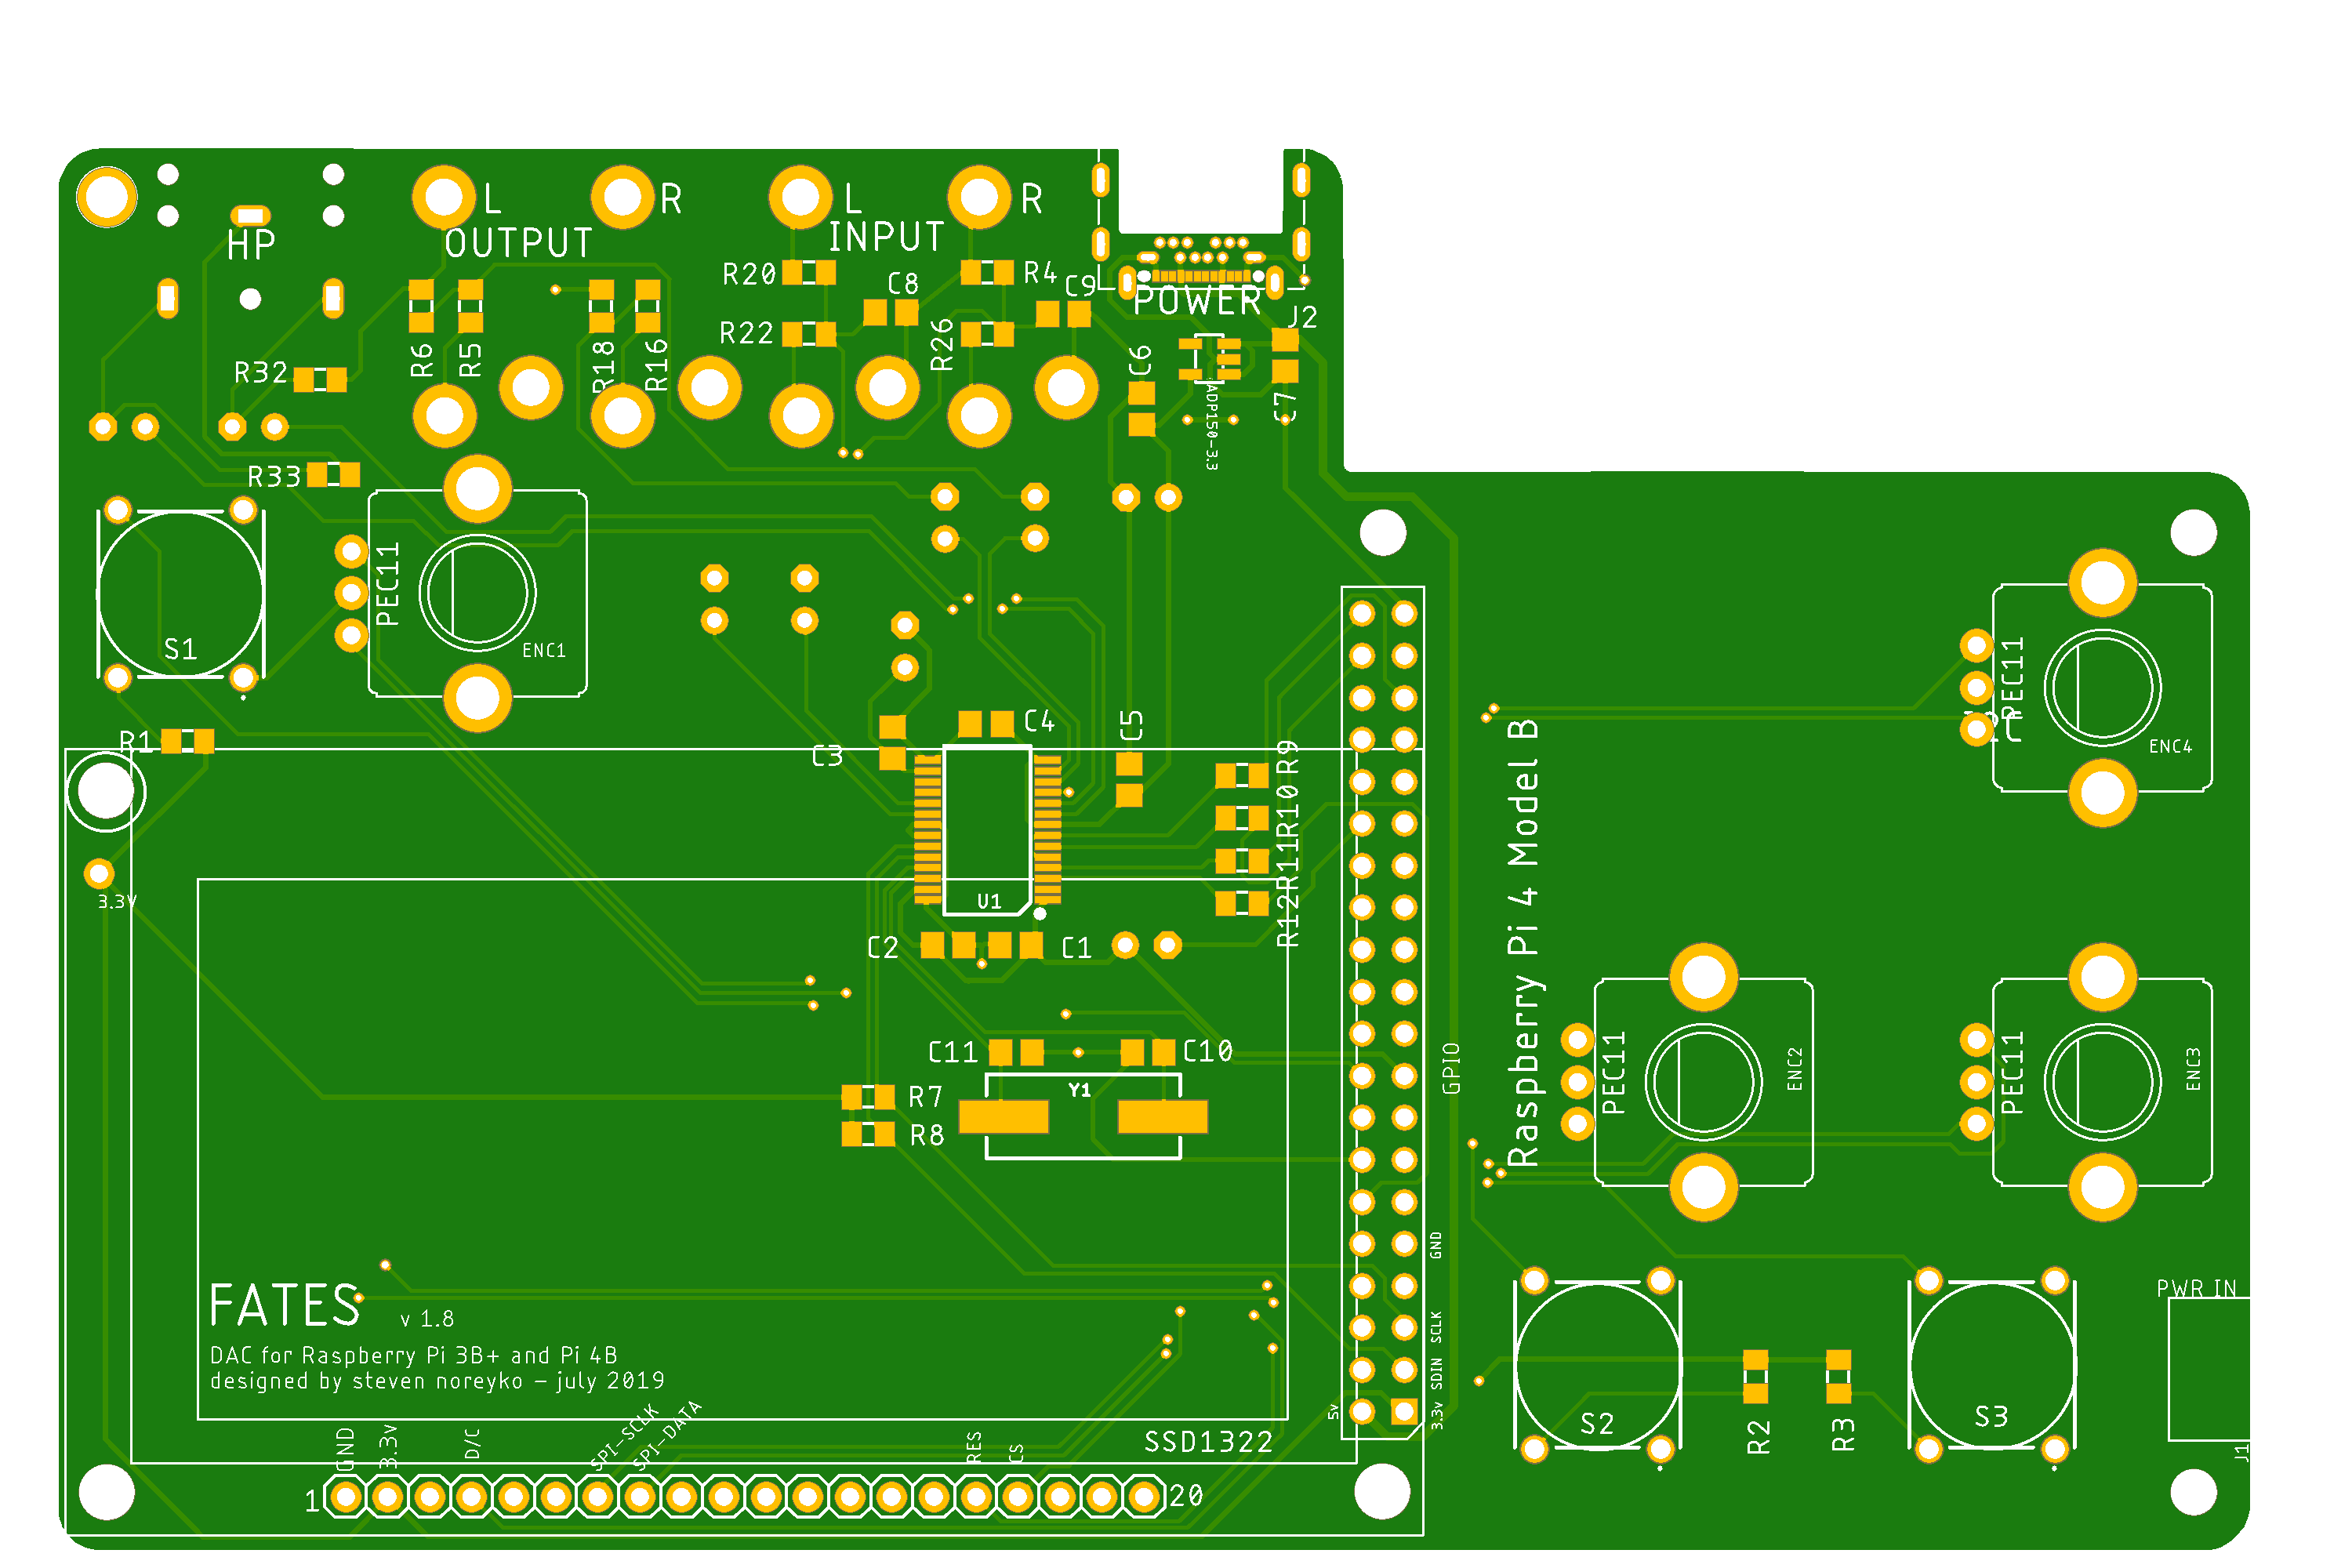 L
R
L
R
HP
OUTPUT
INPUT
R20
C8
R4
C9
POWER
J2
R22
R26
R6
R5
R18
R16
C6
R32
ADP150-3.3
C7
R33
PEC11
S1
ENC1
PEC11
ENC4
R1
C3
C4
C5
R9
R10
R11
R12
3.3V
U1
C2
C1
Raspberry Pi 4 Model B
C11
C10
Y1
GPIO
R7
R8
PEC11
ENC2
PEC11
ENC3
GND
SCLK
SDIN
3.3v
5v
PWR IN
J1
FATES
v 1.8
DAC for Raspberry Pi 3B+ and Pi 4B
designed by steven noreyko – july 2019
S2
R2
R3
S3
GND
3.3v
D/C
SPI-SCLK
SPI-DATA
RES
CS
SSD1322
1
20